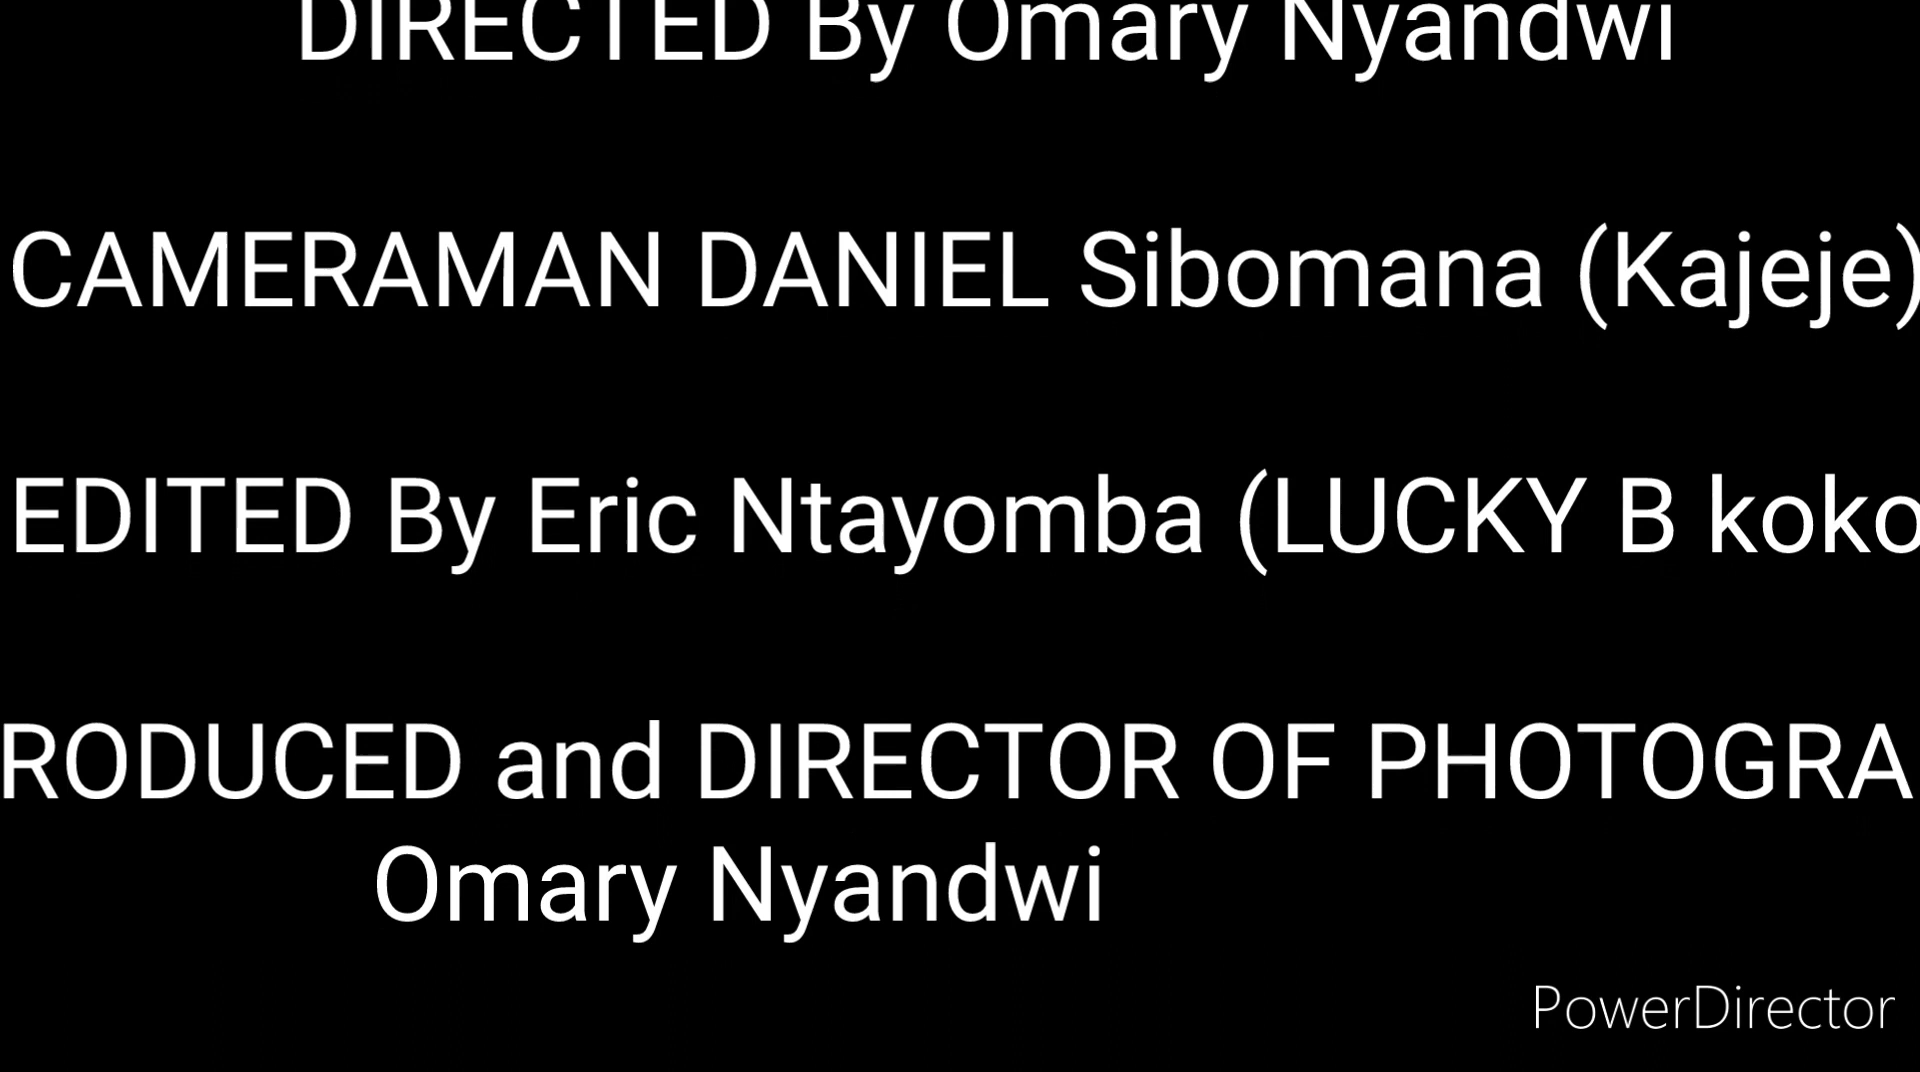 DIRECTED By Omary Nyandwi
CAMERAMAN DANIEL Sibomana (Kajeje)
EDITED By Eric Ntayomba (LUCKY B koko
RODUCED and DIRECTOR OF PHOTOGRA
Omary Nyandwi
PowerDirector